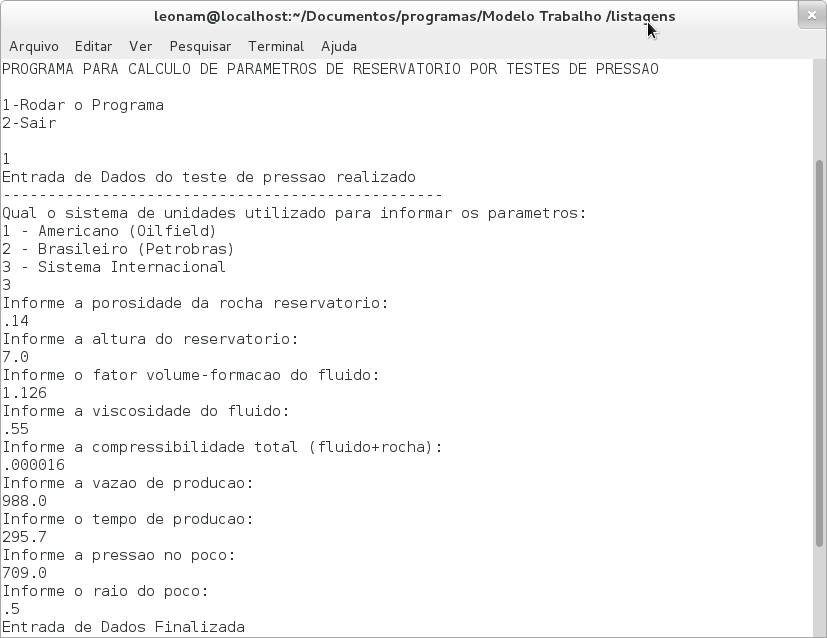 leonam@localhost:~/Documentos/programas/Modelo Trabalho /listagens
Arquivo Editar Ver Pesquisar Terminal Ajuda
PROGRAMA PARA CALCULO DE PARAMETROS DE RESERVATORIO POR TESTES DE PRESSAO
1-Rodar o Programa
2-Sair
1
Entrada de Dados do teste de pressao realizado
-------------------------------------------------
Qual o sistema de unidades utilizado para informar os parametros:
1 - Americano (Oilfield)
2 - Brasileiro (Petrobras)
3 - Sistema Internacional
3
Informe a porosidade da rocha reservatorio:
.14
Informe a altura do reservatorio:
7.0
Informe o fator volume-formacao do fluido:
1.126
Informe a viscosidade do fluido:
.55
Informe a compressibilidade total (fluido+rocha):
.000016
Informe a vazao de producao:
988.0
Informe o tempo de producao:
295.7
Informe a pressao no poco:
709.0
Informe o raio do poco:
.5
Entrada de Dados Finalizada